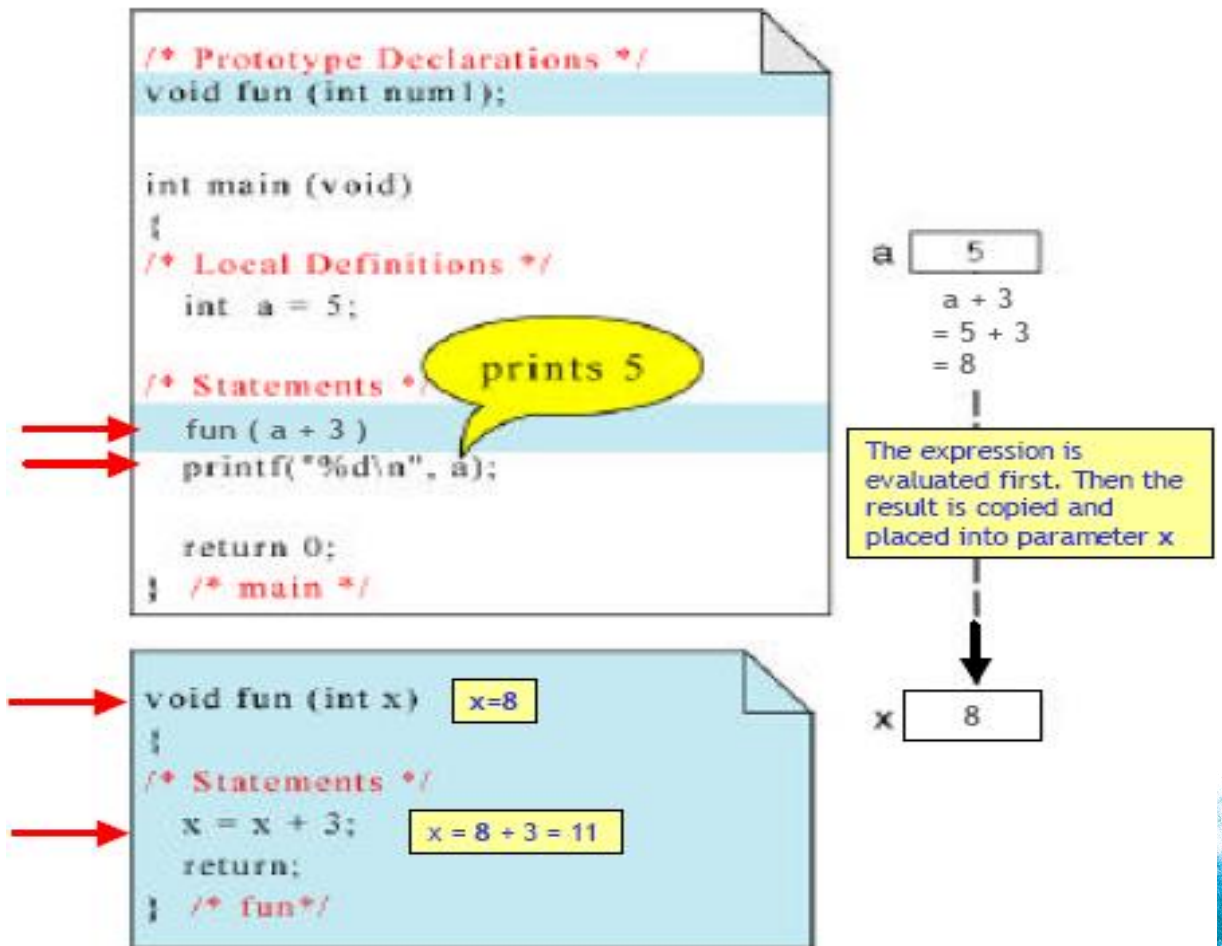 /* Prototype Declarations */
void fun (int num1);
int main (void)
{
/* Local Definitions */
int a = 5;
/* Statements */
prints 5
fun ( a + 3 )
printf("%d\n", a);
return 0;
} /* main */
a 5
a + 3
= 5 + 3
= 8
The expression is
evaluated first. Then the
result is copied and
placed into parameter x
x 8
void fun (int x) x=8
{
/* Statements */
x = x + 3; x = 8 + 3 = 11
return;
} /* fun*/